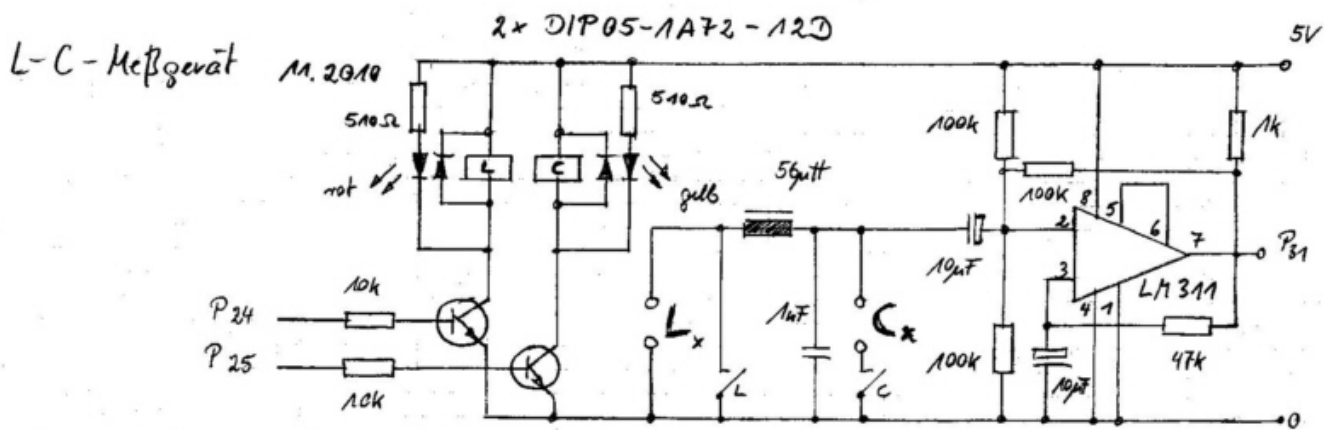 2x DIP05-1A72-12D
5V
L-C-Meßgerät 11.2010
510Ω
510Ω
100k
1k
L
C
rot
gelb
56µH
100k
8
5
6
7
2
P31
10µF
3
LM311
4
1
P24
10k
Lx
1nF
Cx
47k
P25
100k
10µF
10k
L
C
0